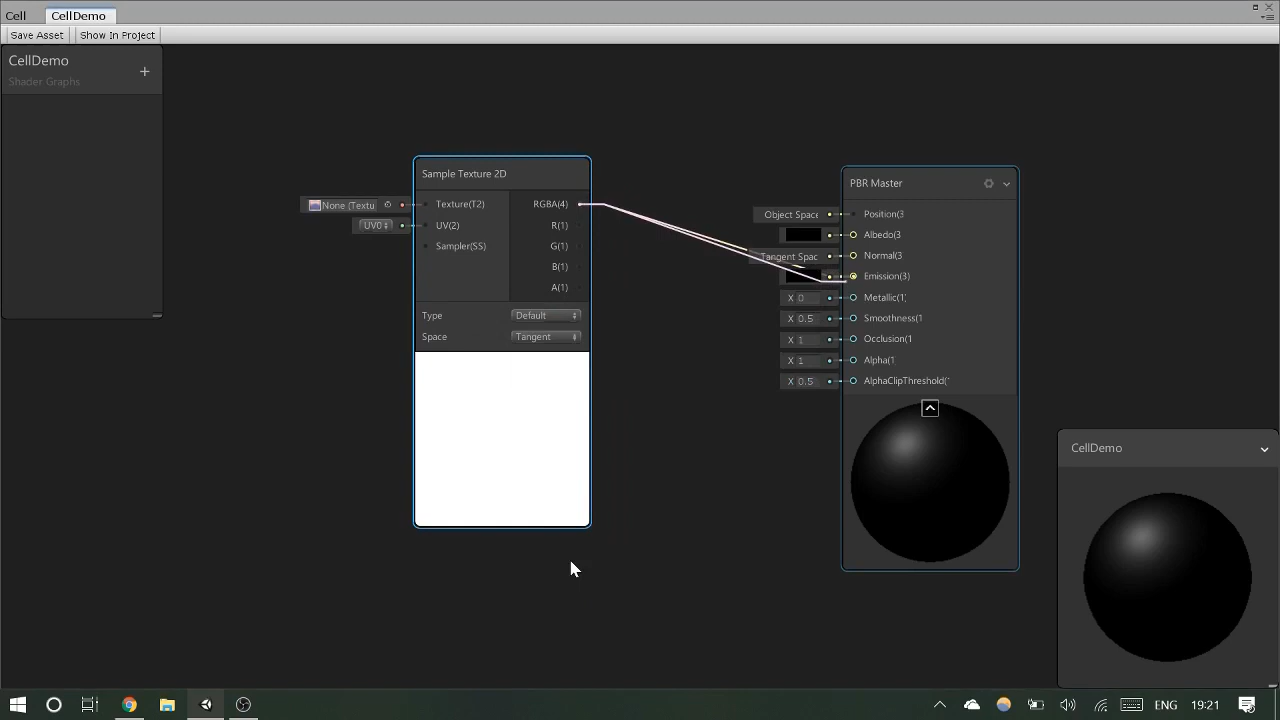 Cell
CellDemo
Save Asset
Show In Project
CellDemo
Shader Graphs
Sample Texture 2D
None (Textu
Texture(T2)
RGBA(4)
UV0
UV(2)
R(1)
Sampler(SS)
G(1)
B(1)
A(1)
Type
Default
Space
Tangent
PBR Master
Object Space
Position(3
Albedo(3
Tangent Spac
Normal(3
Emission(3)
X 0
Metallic(1)
X 0.5
Smoothness(1
X 1
Occlusion(1
X 1
Alpha(1
X 0.5
AlphaClipThreshold(1
CellDemo
ENG
19:21